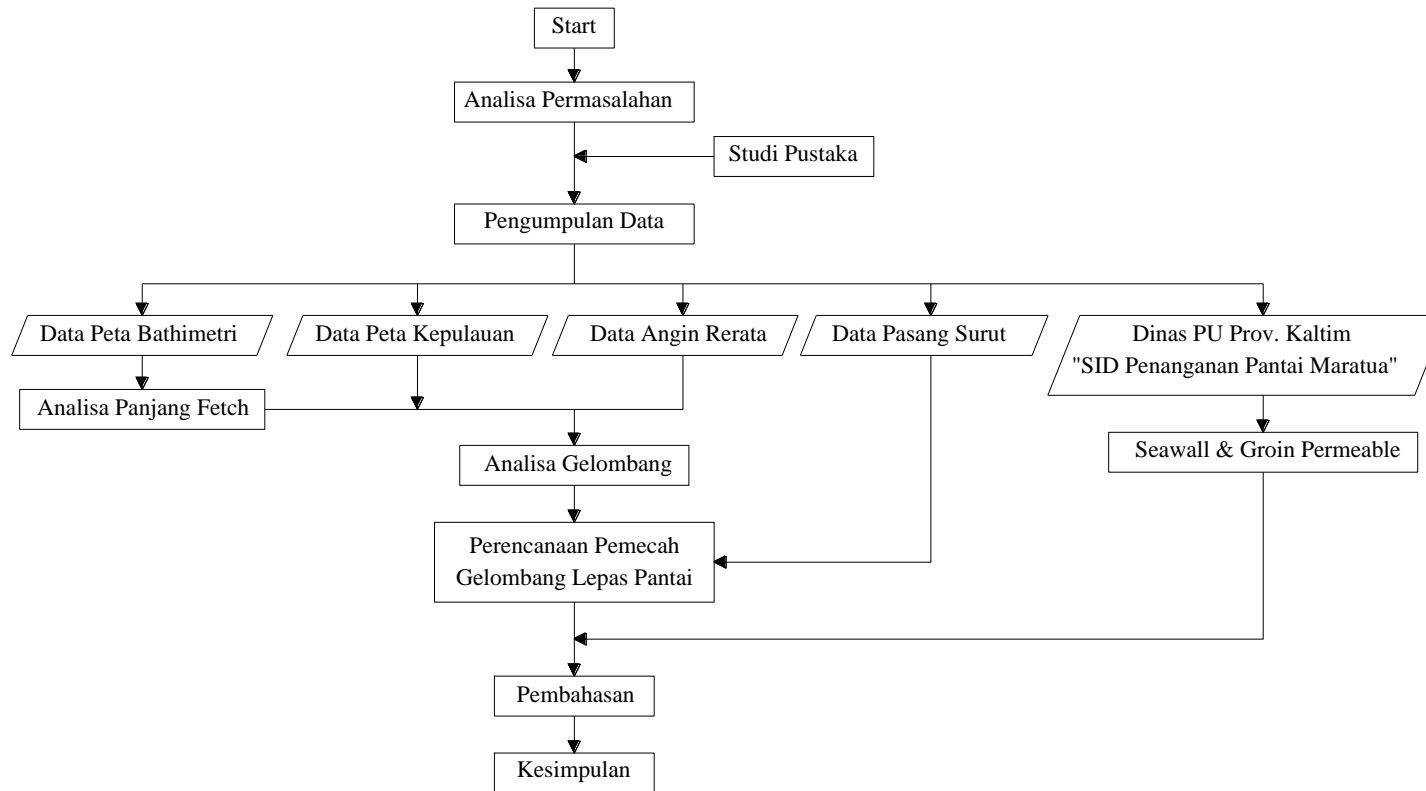 Start
Analisa Permasalahan
Studi Pustaka
Pengumpulan Data
Data Peta Bathimetri
Data Peta Kepulauan
Data Angin Rerata
Data Pasang Surut
Dinas PU Prov. Kaltim
"SID Penanganan Pantai Maratua"
Analisa Panjang Fetch
Seawall & Groin Permeable
Analisa Gelombang
Perencanaan Pemecah
Gelombang Lepas Pantai
Pembahasan
Kesimpulan